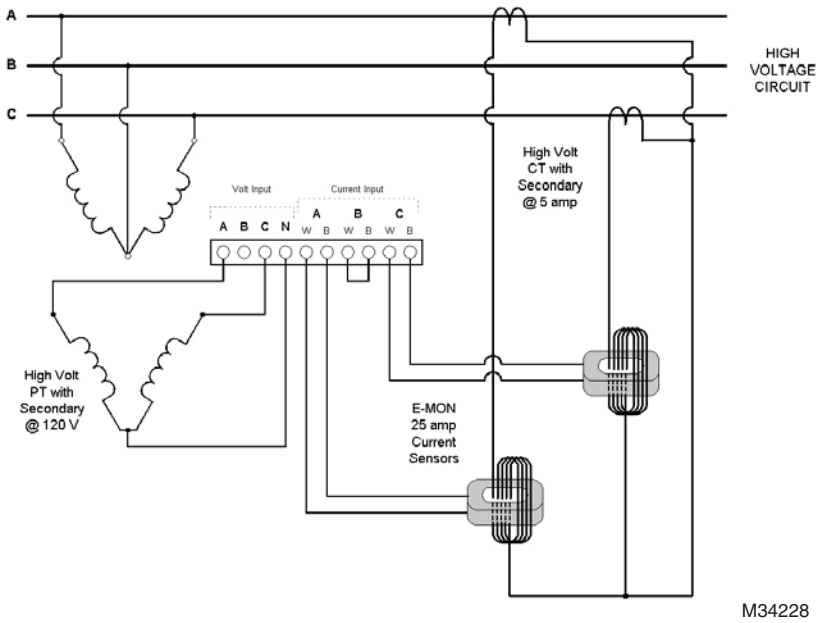 A
B
C
HIGH
VOLTAGE
CIRCUIT
High Volt
CT with
Secondary
@ 5 amp
Volt Input
Current Input
A B C
A B C N W B W B W B
High Volt
PT with
Secondary
@ 120 V
E-MON
25 amp
Current
Sensors
M34228